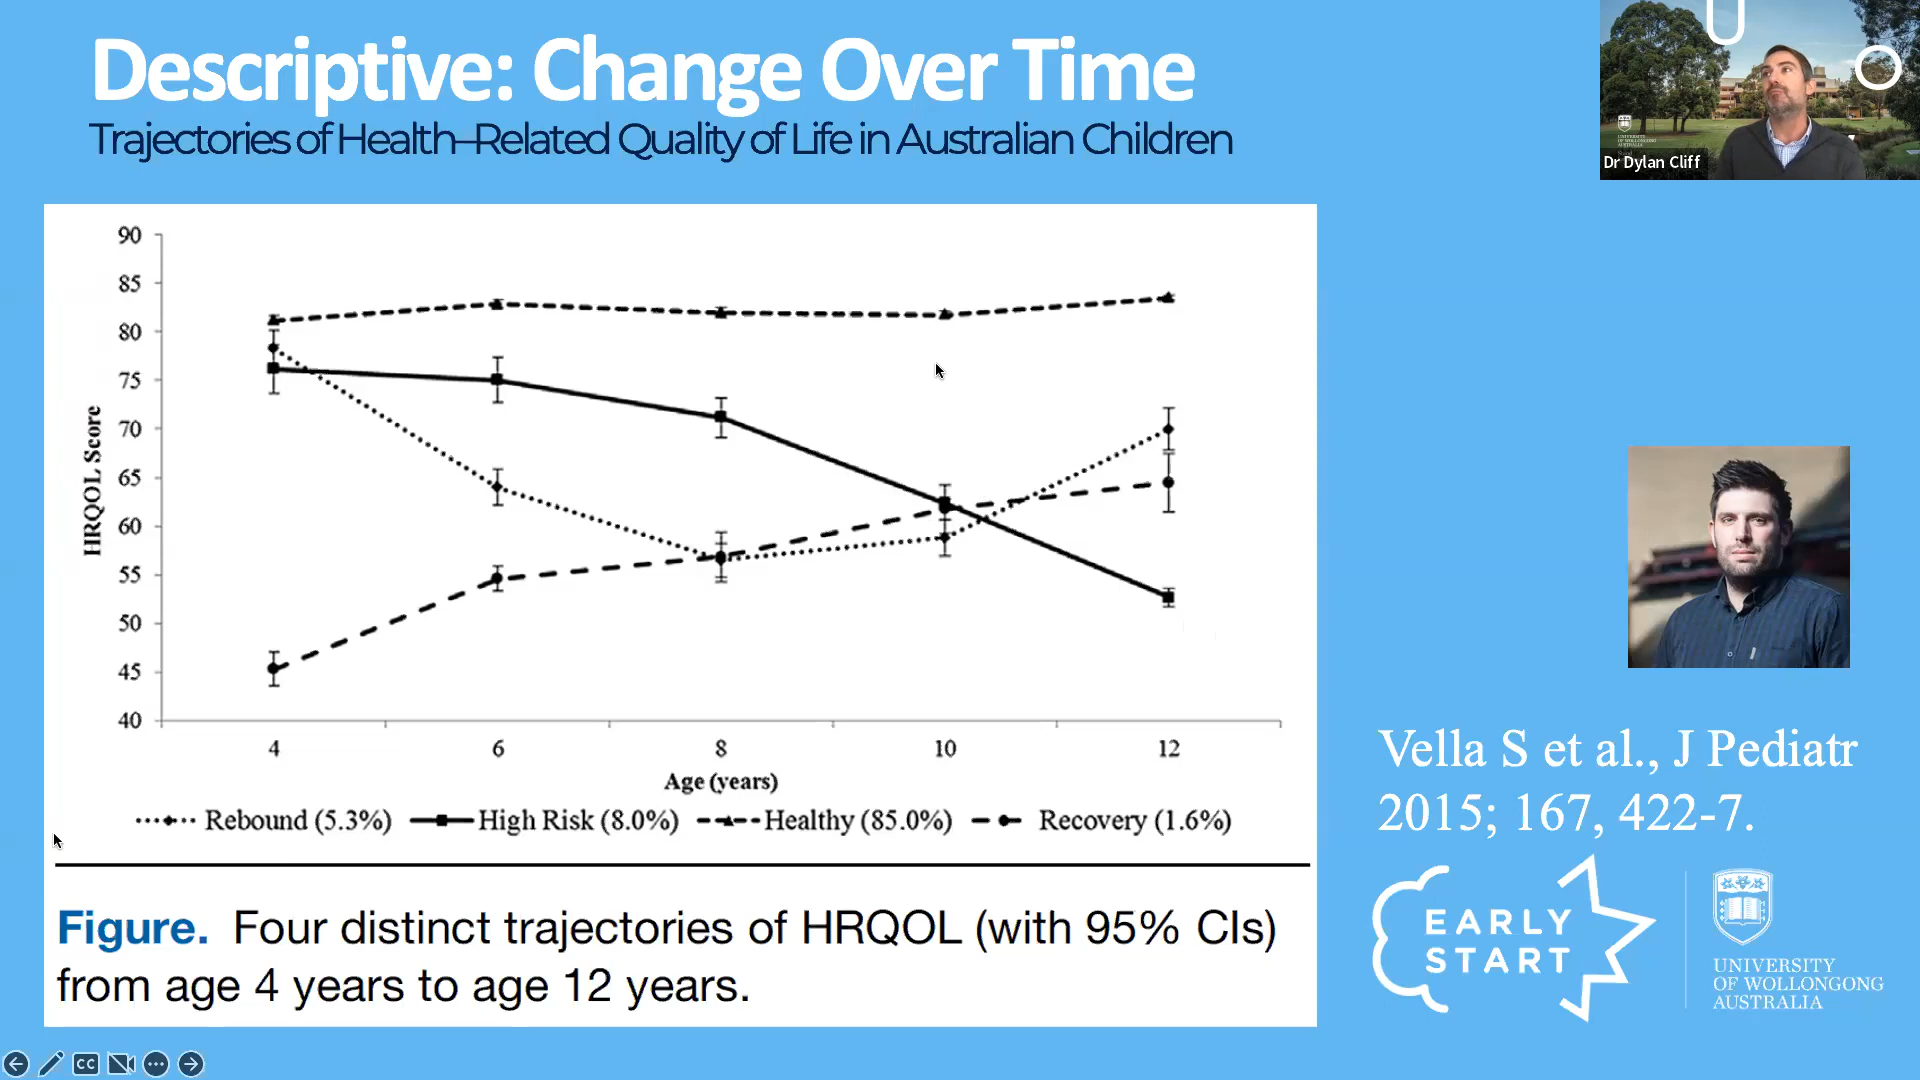 Descriptive: Change Over Time
Trajectories of Health–Related Quality of Life in Australian Children
U
O
Dr Dylan Cliff
90
85
80
75
70
65
60
55
50
45
40
HRQOL Score
4 6 8 10 12
Age (years)
Rebound (5.3%) High Risk (8.0%) Healthy (85.0%) Recovery (1.6%)
Figure. Four distinct trajectories of HRQOL (with 95% CIs)
from age 4 years to age 12 years.
Vella S et al., J Pediatr
2015; 167, 422-7.
EARLY
START
UNIVERSITY
OF WOLLONGONG
AUSTRALIA
CC